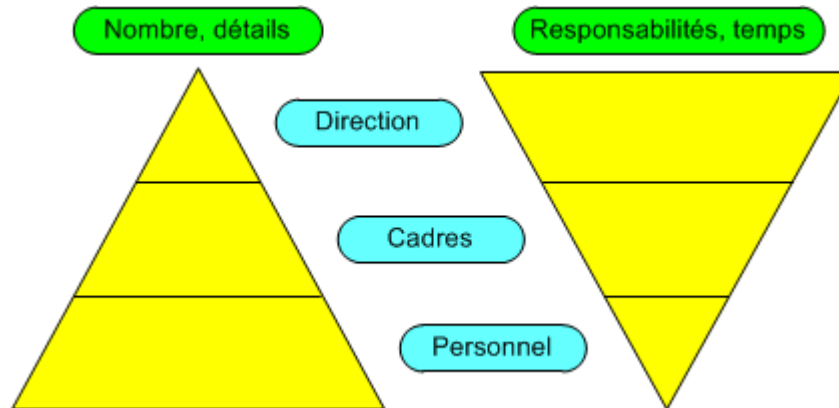 Nombre, détails
Responsabilités, temps
Direction
Cadres
Personnel